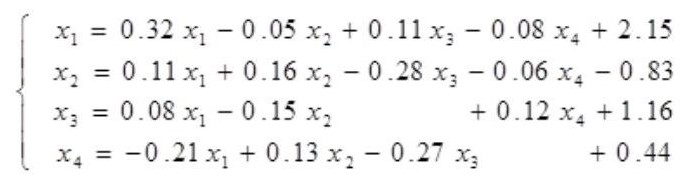 x₁ = 0.32 x₁ − 0.05 x₂ + 0.11 x₃ − 0.08 x₄ + 2.15
x₂ = 0.11 x₁ + 0.16 x₂ − 0.28 x₃ − 0.06 x₄ − 0.83
x₃ = 0.08 x₁ − 0.15 x₂ + 0.12 x₄ + 1.16
x₄ = −0.21 x₁ + 0.13 x₂ − 0.27 x₃ + 0.44